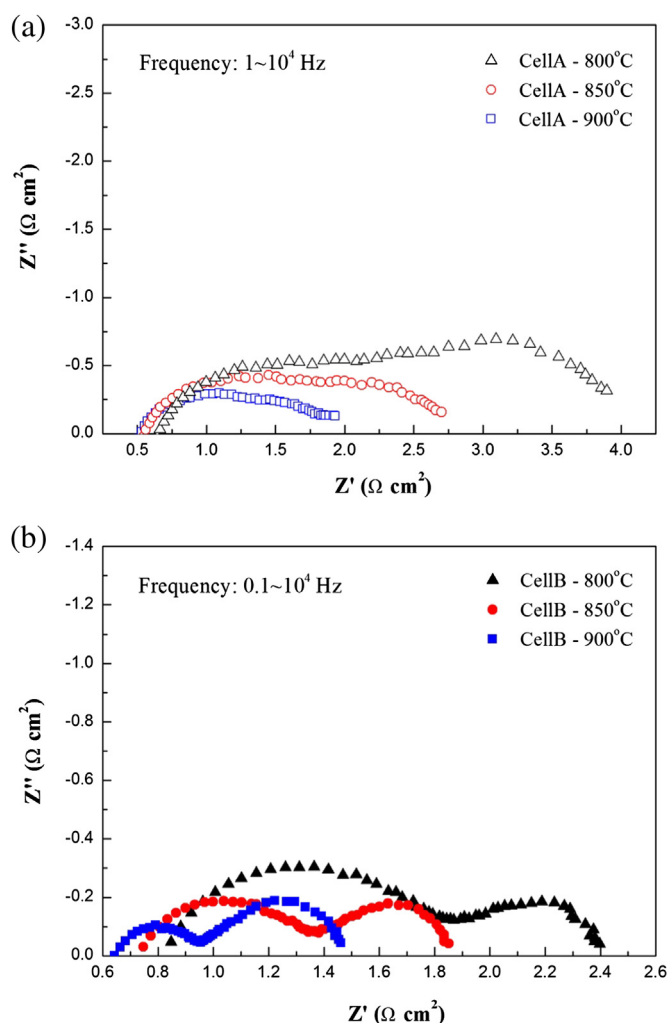 (a)
-3.0
-2.5
-2.0
-1.5
-1.0
-0.5
0.0
Z'' (Ω cm²)
Frequency: 1~10⁴ Hz
CellA - 800°C
CellA - 850°C
CellA - 900°C
0.5 1.0 1.5 2.0 2.5 3.0 3.5 4.0
Z' (Ω cm²)
(b)
-1.4
-1.2
-1.0
-0.8
-0.6
-0.4
-0.2
0.0
Z'' (Ω cm²)
Frequency: 0.1~10⁴ Hz
CellB - 800°C
CellB - 850°C
CellB - 900°C
0.6 0.8 1.0 1.2 1.4 1.6 1.8 2.0 2.2 2.4 2.6
Z' (Ω cm²)